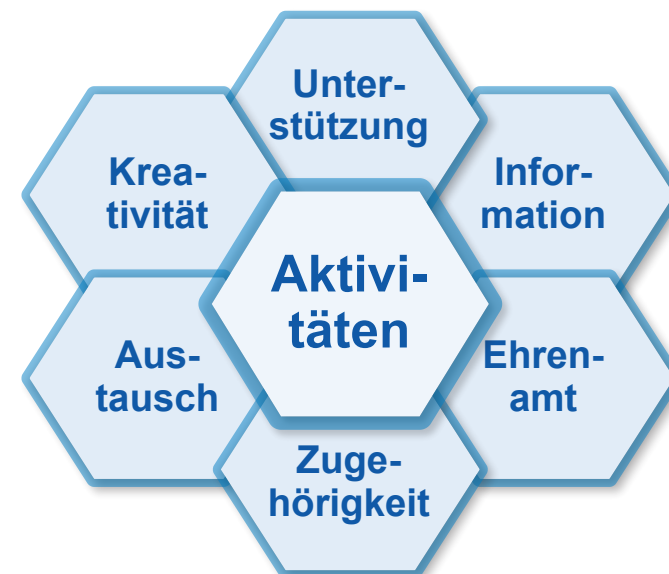 Unter-
stützung
Krea-
tivität
Infor-
mation
Aktivi-
täten
Aus-
tausch
Ehren-
amt
Zuge-
hörigkeit